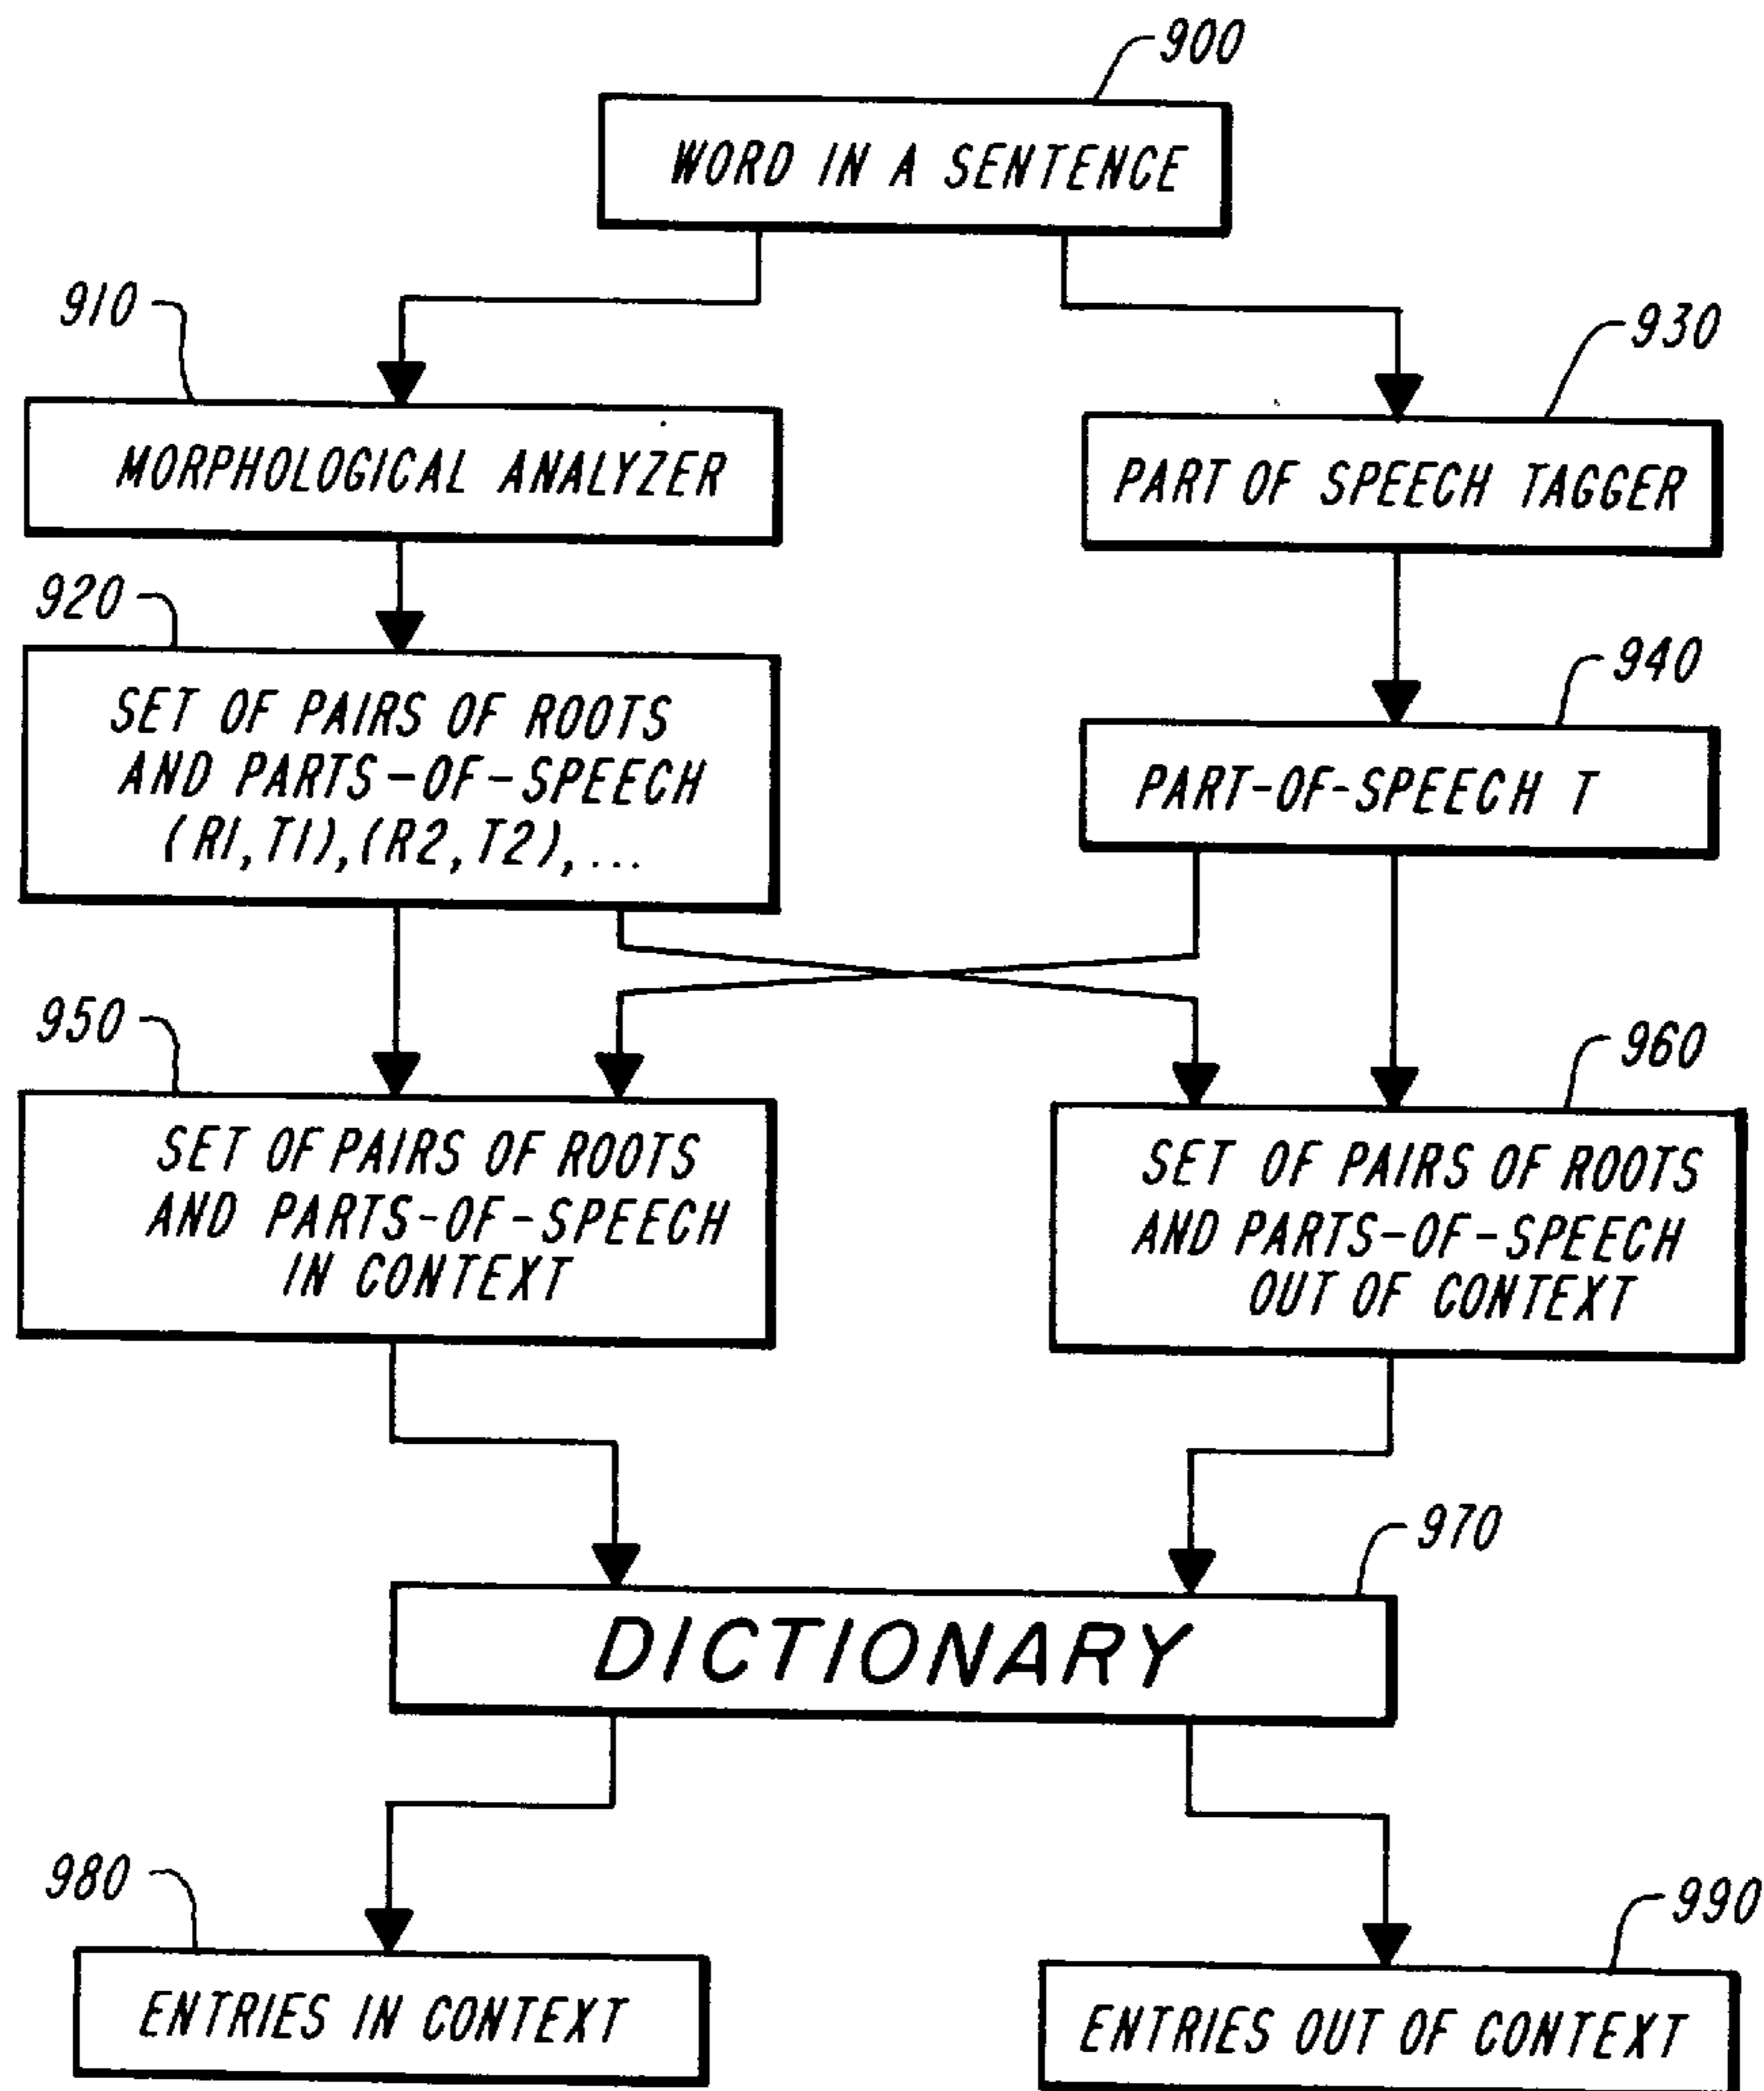 900
WORD IN A SENTENCE
910
930
MORPHOLOGICAL ANALYZER
PART OF SPEECH TAGGER
920
940
SET OF PAIRS OF ROOTS
AND PARTS-OF-SPEECH
(R1,T1),(R2,T2),...
PART-OF-SPEECH T
950
960
SET OF PAIRS OF ROOTS
AND PARTS-OF-SPEECH
IN CONTEXT
SET OF PAIRS OF ROOTS
AND PARTS-OF-SPEECH
OUT OF CONTEXT
970
DICTIONARY
980
990
ENTRIES IN CONTEXT
ENTRIES OUT OF CONTEXT